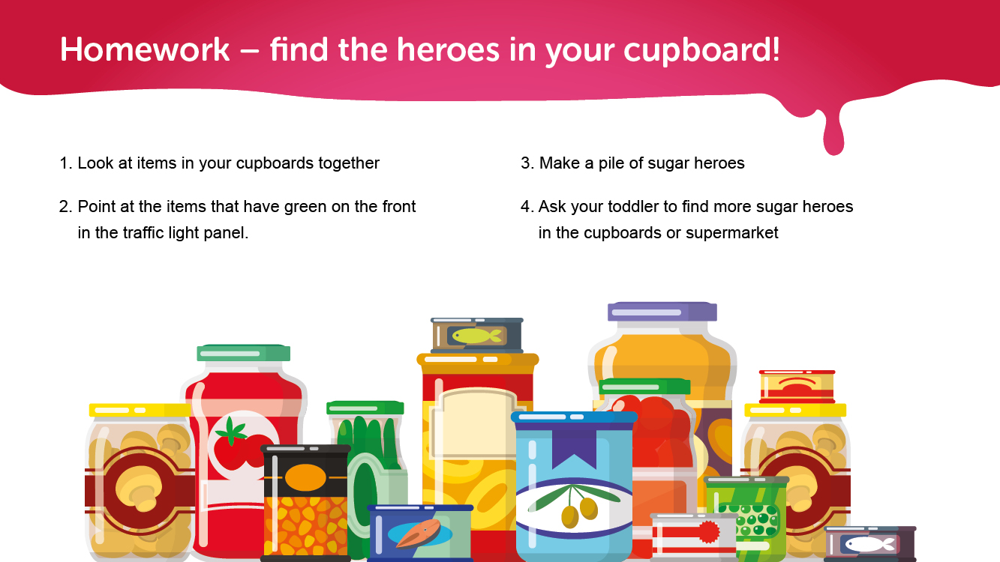 Homework – find the heroes in your cupboard!
1. Look at items in your cupboards together
2. Point at the items that have green on the front
in the traffic light panel.
3. Make a pile of sugar heroes
4. Ask your toddler to find more sugar heroes
in the cupboards or supermarket